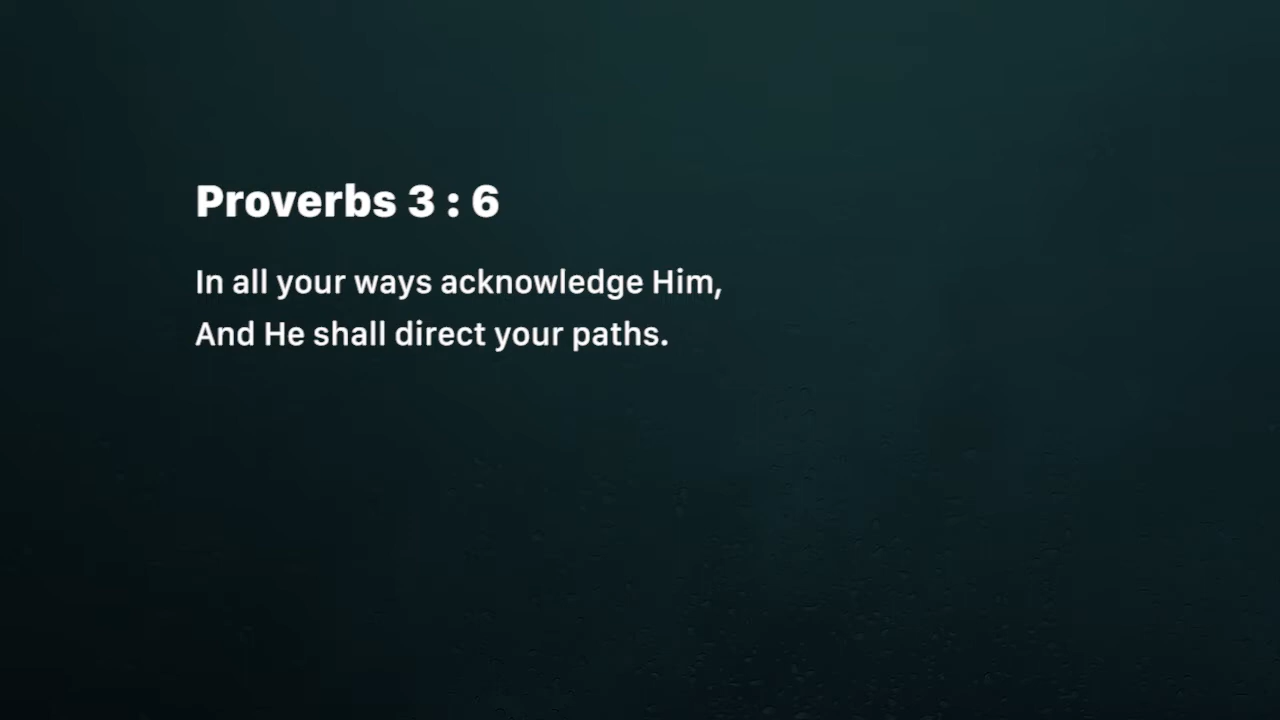 Proverbs 3 : 6
In all your ways acknowledge Him,
And He shall direct your paths.